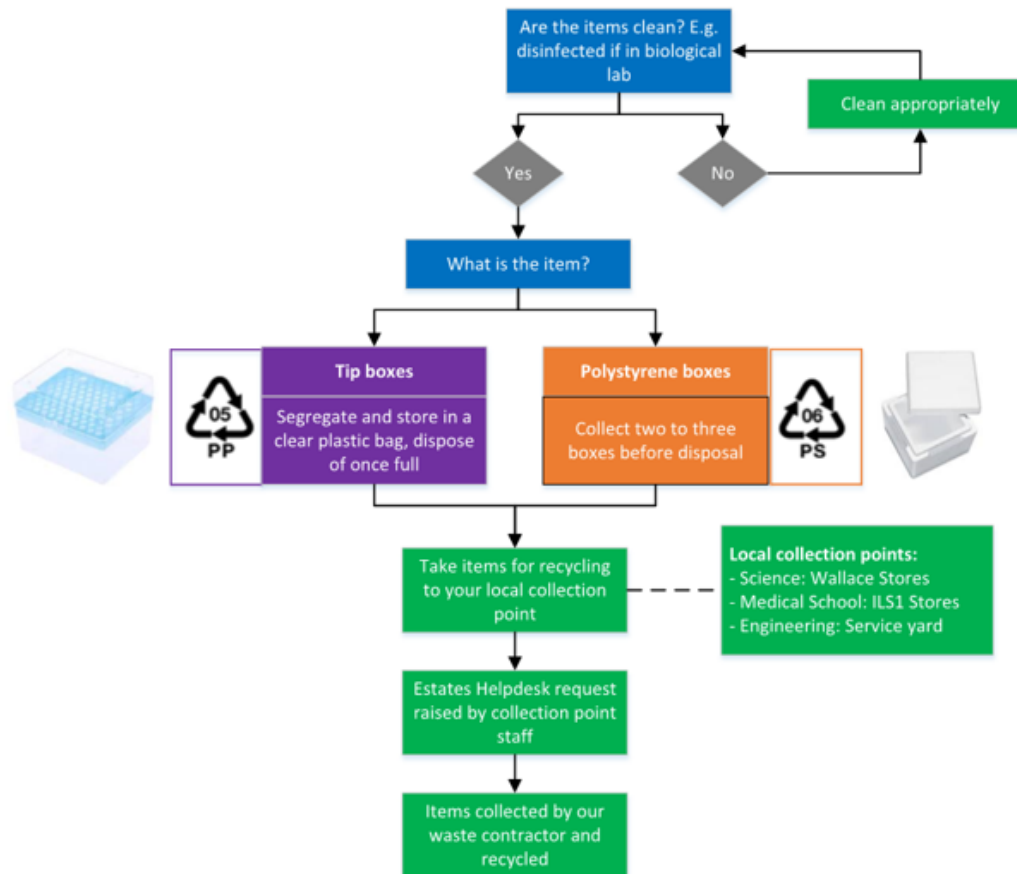 Are the items clean? E.g.
disinfected if in biological
lab
Clean appropriately
Yes
No
What is the item?
05
PP
Tip boxes
Segregate and store in a
clear plastic bag, dispose
of once full
Polystyrene boxes
Collect two to three
boxes before disposal
06
PS
Take items for recycling
to your local collection
point
Local collection points:
- Science: Wallace Stores
- Medical School: ILS1 Stores
- Engineering: Service yard
Estates Helpdesk request
raised by collection point
staff
Items collected by our
waste contractor and
recycled